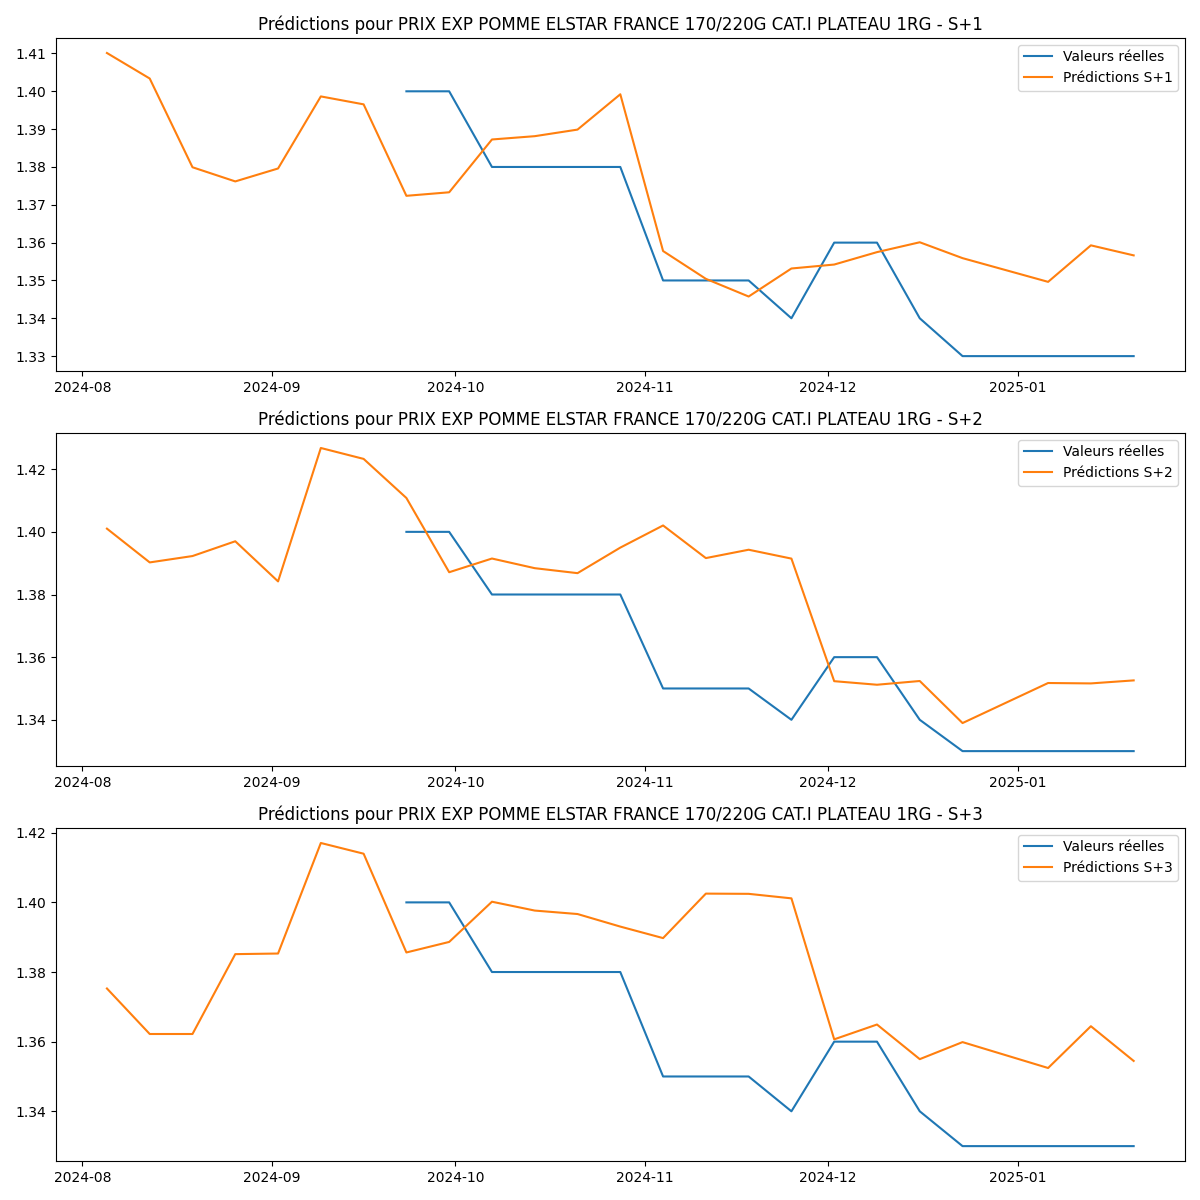 Prédictions pour PRIX EXP POMME ELSTAR FRANCE 170/220G CAT.I PLATEAU 1RG - S+1
Valeurs réelles
Prédictions S+1
1.41
1.40
1.39
1.38
1.37
1.36
1.35
1.34
1.33
2024-08 2024-09 2024-10 2024-11 2024-12 2025-01
Prédictions pour PRIX EXP POMME ELSTAR FRANCE 170/220G CAT.I PLATEAU 1RG - S+2
Valeurs réelles
Prédictions S+2
1.42
1.40
1.38
1.36
1.34
2024-08 2024-09 2024-10 2024-11 2024-12 2025-01
Prédictions pour PRIX EXP POMME ELSTAR FRANCE 170/220G CAT.I PLATEAU 1RG - S+3
Valeurs réelles
Prédictions S+3
1.42
1.40
1.38
1.36
1.34
2024-08 2024-09 2024-10 2024-11 2024-12 2025-01